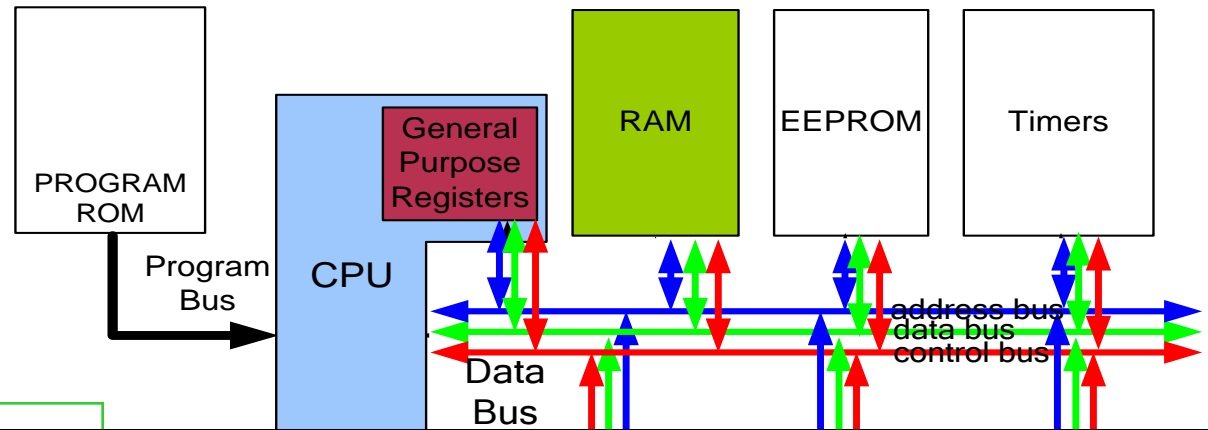 PROGRAM
ROM
Program
Bus
CPU
General
Purpose
Registers
RAM
EEPROM
Timers
address bus
data bus
control bus
Data
Bus